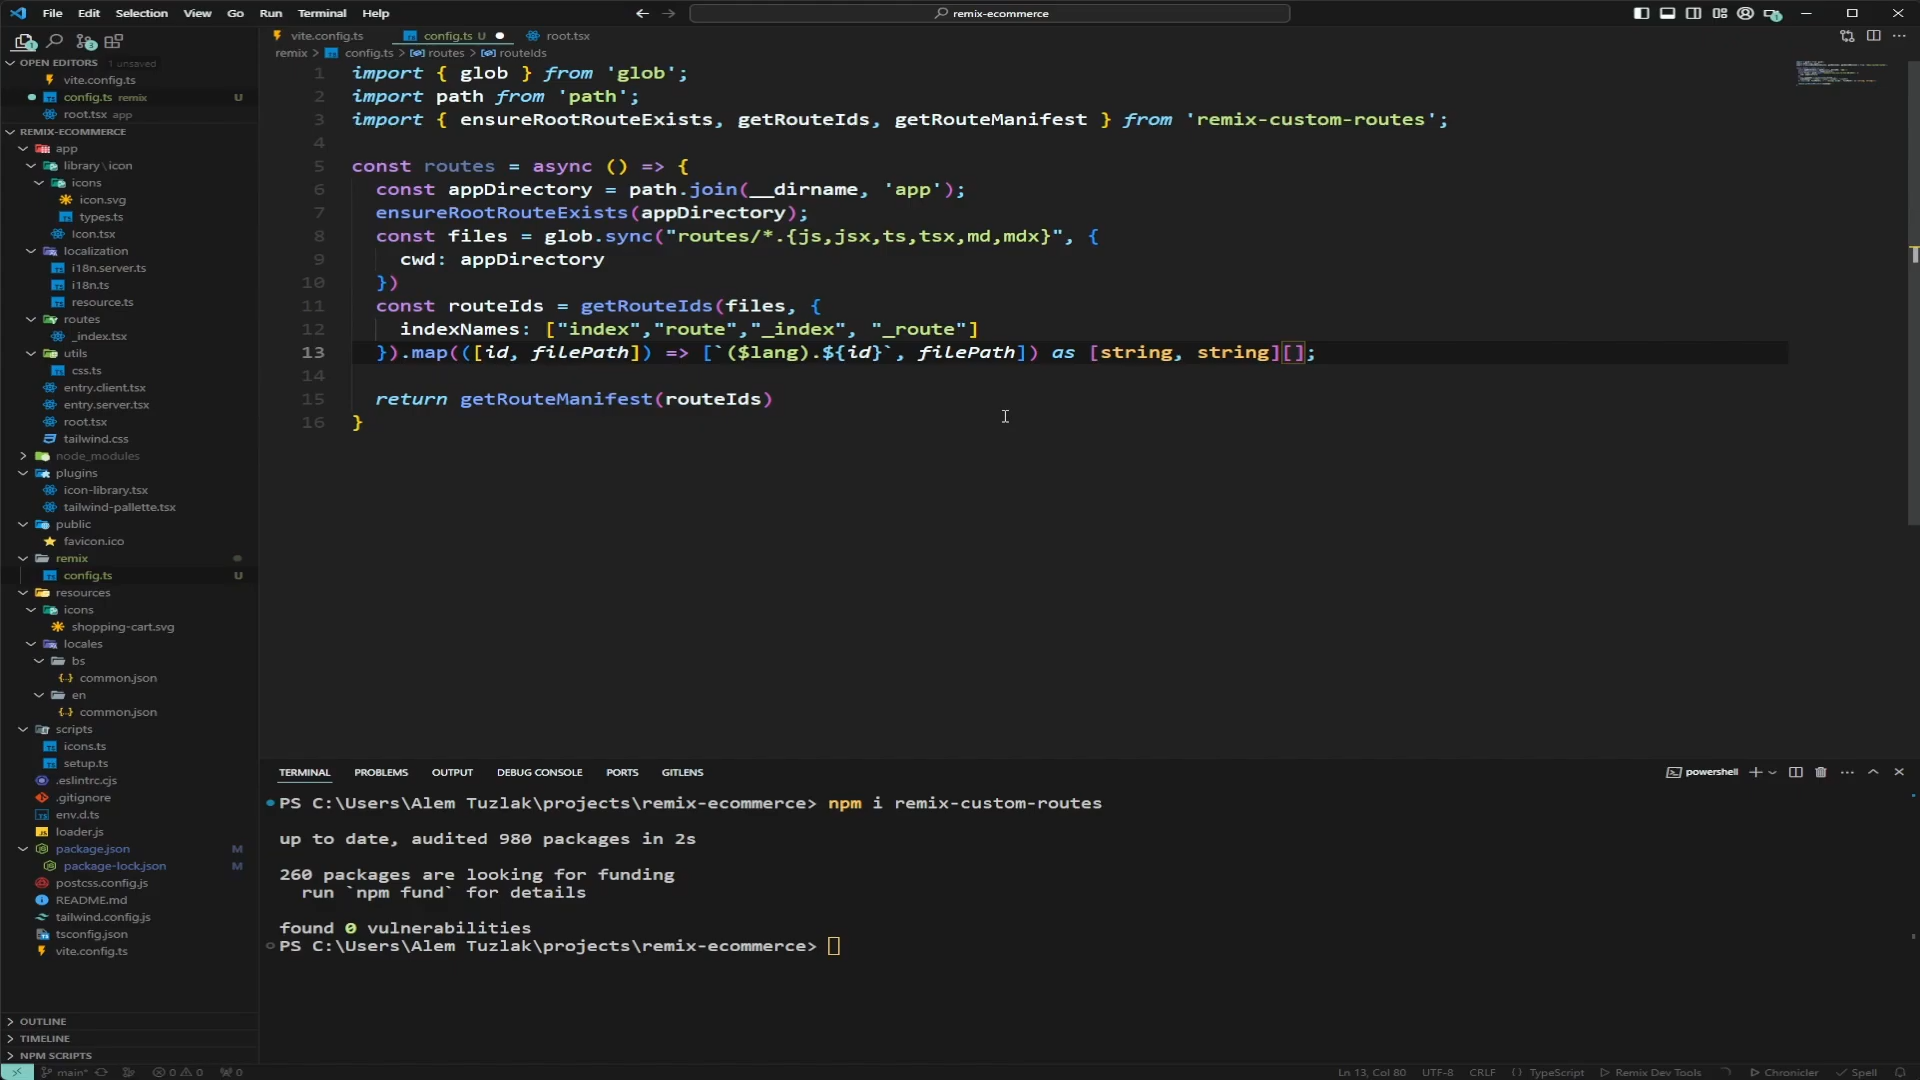 File Edit Selection View Go Run Terminal Help
remix-ecommerce
vite.config.ts
config.ts U
root.tsx
remix > config.ts > routes > routeIds
OPEN EDITORS 1 unsaved
vite.config.ts
config.ts remix U
root.tsx app
REMIX-ECOMMERCE
app
library \ icon
icons
icon.svg
types.ts
Icon.tsx
localization
i18n.server.ts
i18n.ts
resource.ts
routes
_index.tsx
utils
css.ts
entry.client.tsx
entry.server.tsx
root.tsx
tailwind.css
node_modules
plugins
icon-library.tsx
tailwind-pallette.tsx
public
favicon.ico
remix
config.ts U
resources
icons
shopping-cart.svg
locales
bs
common.json
en
common.json
scripts
icons.ts
setup.ts
.eslintrc.cjs
.gitignore
env.d.ts
loader.js
package.json M
package-lock.json M
postcss.config.js
README.md
tailwind.config.js
tsconfig.json
vite.config.ts
OUTLINE
TIMELINE
NPM SCRIPTS
1 import { glob } from 'glob';
2 import path from 'path';
3 import { ensureRootRouteExists, getRouteIds, getRouteManifest } from 'remix-custom-routes';
4
5 const routes = async () => {
6 const appDirectory = path.join(__dirname, 'app');
7 ensureRootRouteExists(appDirectory);
8 const files = glob.sync("routes/*.{js,jsx,ts,tsx,md,mdx}", {
9 cwd: appDirectory
10 })
11 const routeIds = getRouteIds(files, {
12 indexNames: ["index","route","_index", "_route"]
13 }).map(([id, filePath]) => [`($lang).${id}`, filePath]) as [string, string][];
14
15 return getRouteManifest(routeIds)
16 }
TERMINAL PROBLEMS OUTPUT DEBUG CONSOLE PORTS GITLENS
powershell
PS C:\Users\Alem Tuzlak\projects\remix-ecommerce> npm i remix-custom-routes
up to date, audited 980 packages in 2s
260 packages are looking for funding
run `npm fund` for details
found 0 vulnerabilities
PS C:\Users\Alem Tuzlak\projects\remix-ecommerce>
main* 0 0 0 Ln 13, Col 80 UTF-8 CRLF {} TypeScript Remix Dev Tools Chronicler Spell